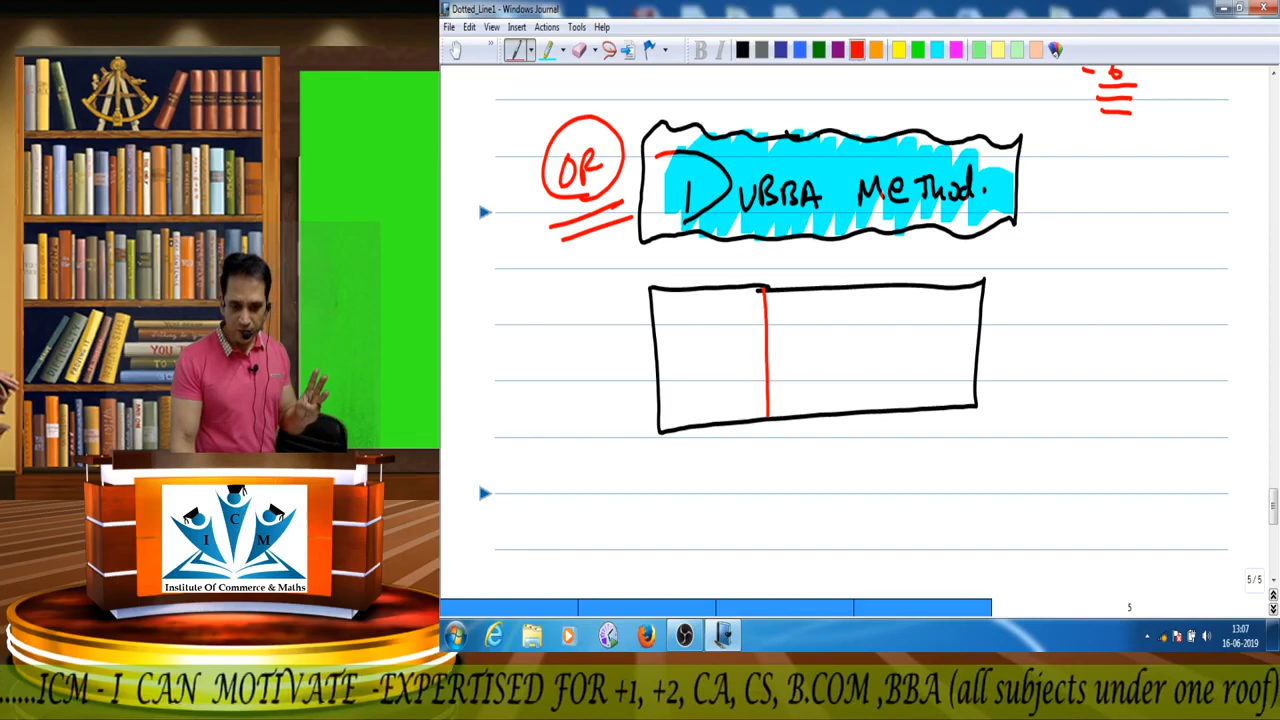 Dotted_Line1 - Windows Journal
File Edit View Insert Actions Tools Help
B I
- 6
OR
DUBBA Method.
5 / 5
5
13:07
16-06-2019
I C M
Institute Of Commerce & Maths
......ICM - I CAN MOTIVATE -EXPERTISED FOR +1, +2, CA, CS, B.COM ,BBA (all subjects under one roof)